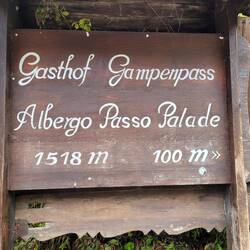 Gasthof Gampenpass
Albergo Passo Palade
1518 m 100 m »